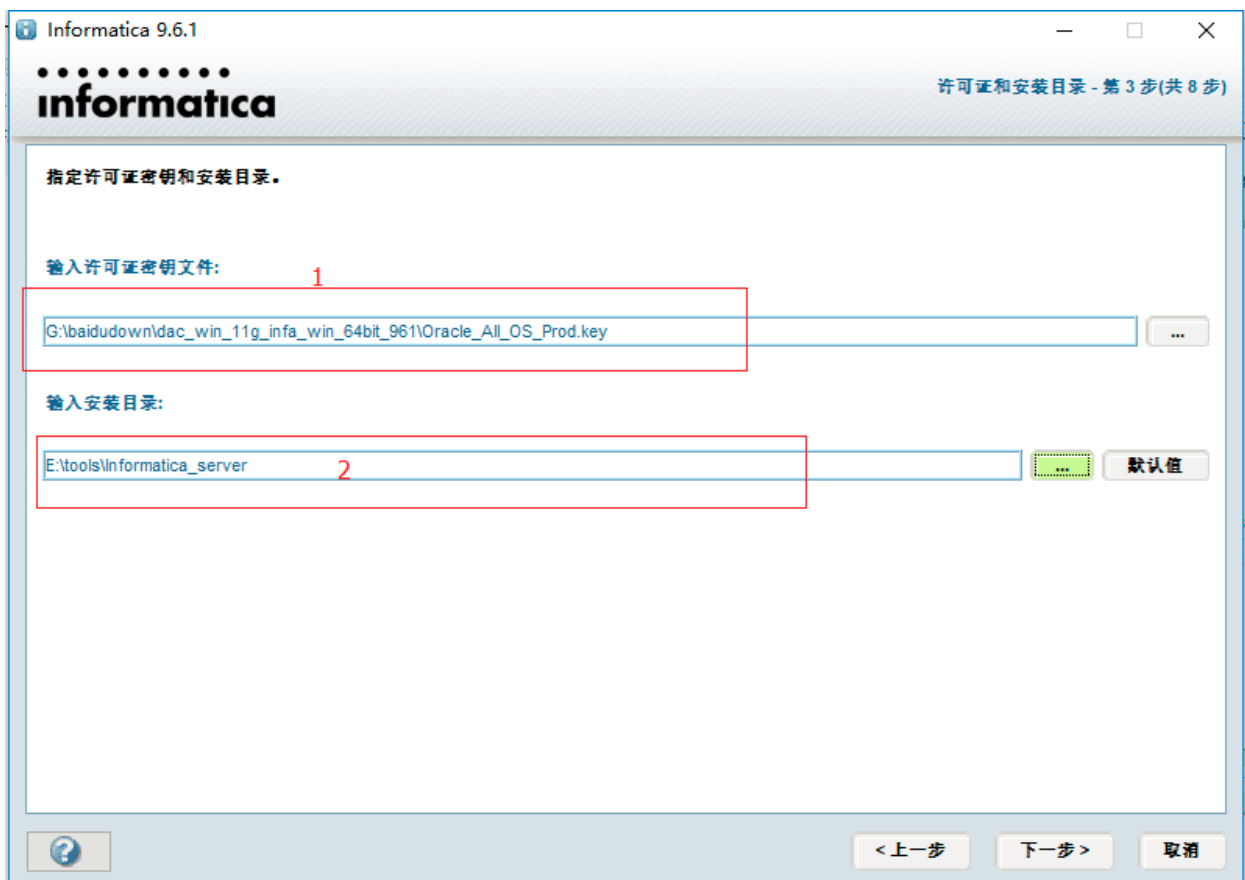 Informatica 9.6.1
informatica
许可证和安装目录 - 第 3 步(共 8 步)
指定许可证密钥和安装目录。
输入许可证密钥文件:
1
G:\baidudown\dac_win_11g_infa_win_64bit_961\Oracle_All_OS_Prod.key
...
输入安装目录:
E:\tools\Informatica_server
2
...
默认值
?
<上一步
下一步>
取消